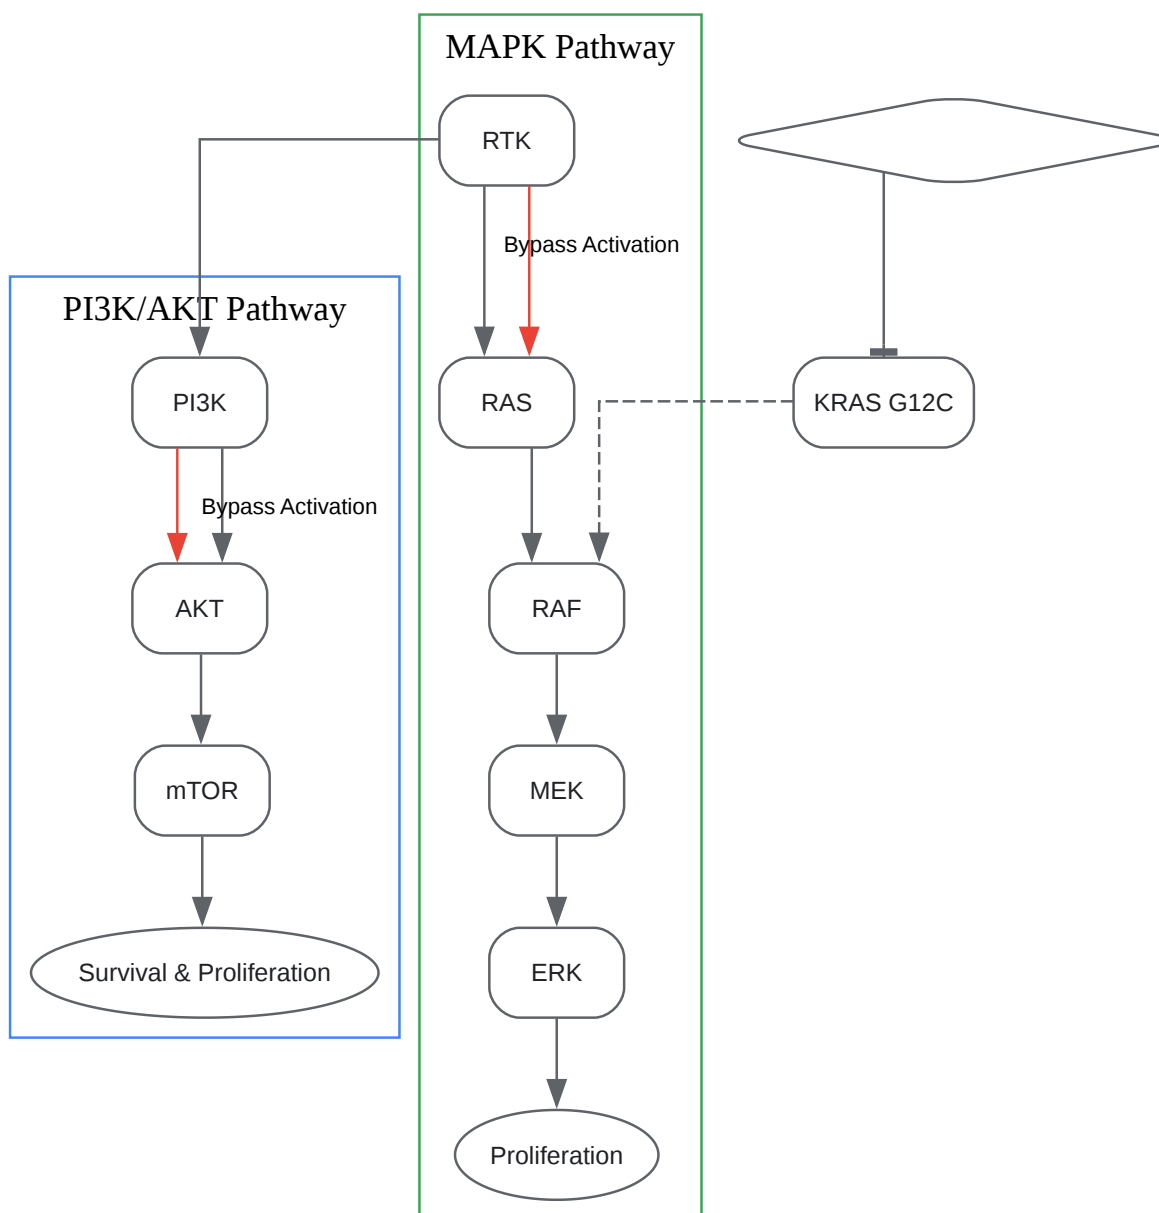 MAPK Pathway
RTK
Bypass Activation
PI3K/AKT Pathway
PI3K
RAS
KRAS G12C
Bypass Activation
AKT
RAF
mTOR
MEK
Survival & Proliferation
ERK
Proliferation